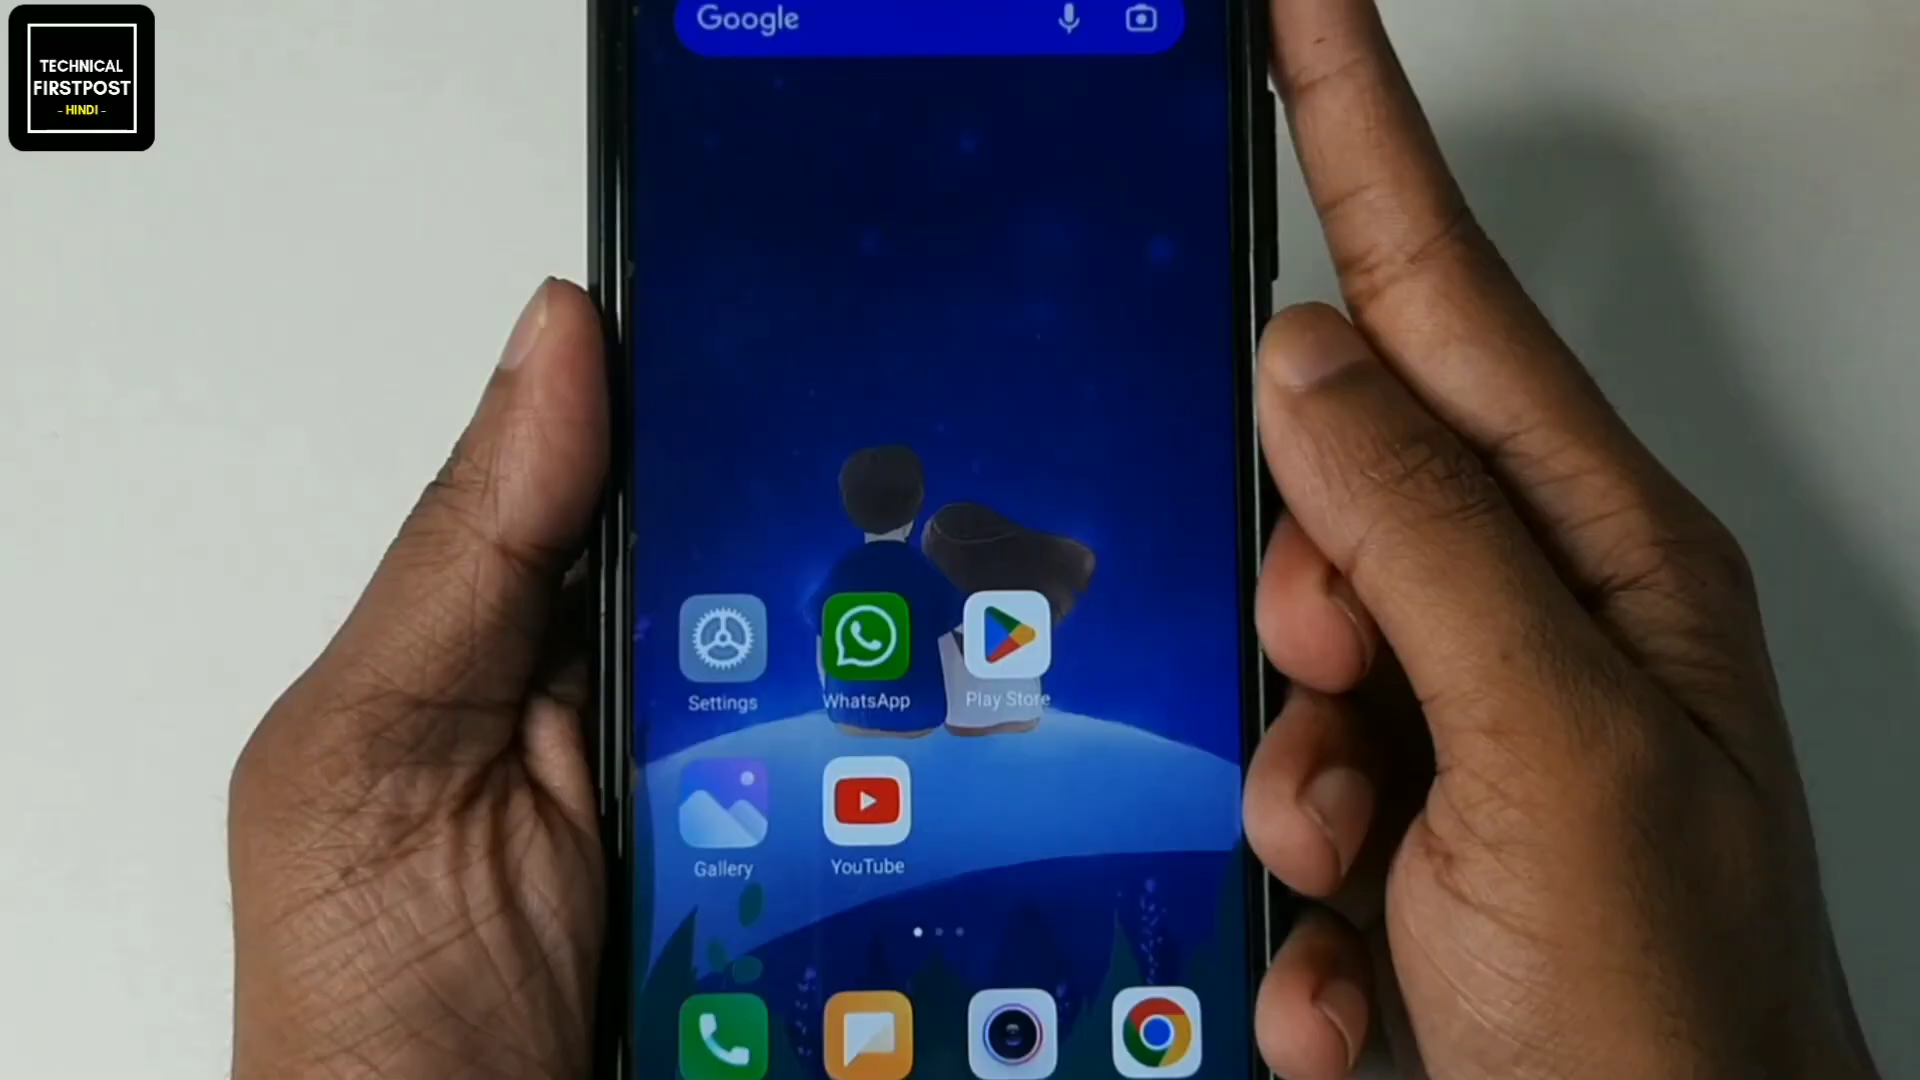 TECHNICAL
FIRSTPOST
- HINDI -
Google
Settings
WhatsApp
Play Store
Gallery
YouTube